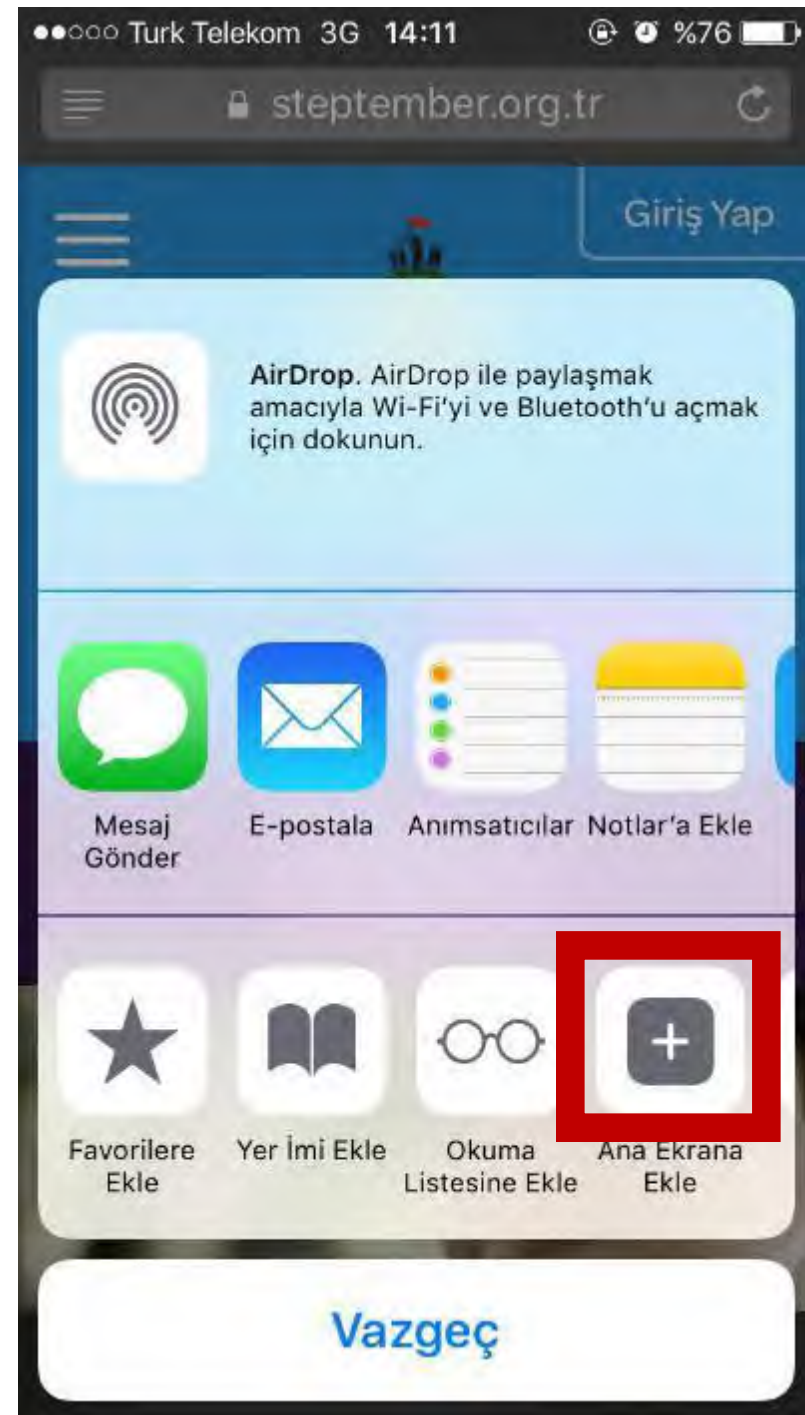 Turk Telekom 3G 14:11 %76
steptember.org.tr
Giriş Yap
AirDrop. AirDrop ile paylaşmak
amacıyla Wi-Fi'yi ve Bluetooth'u açmak
için dokunun.
Mesaj
Gönder
E-postala
Anımsatıcılar
Notlar'a Ekle
Favorilere
Ekle
Yer İmi Ekle
Okuma
Listesine Ekle
Ana Ekrana
Ekle
Vazgeç